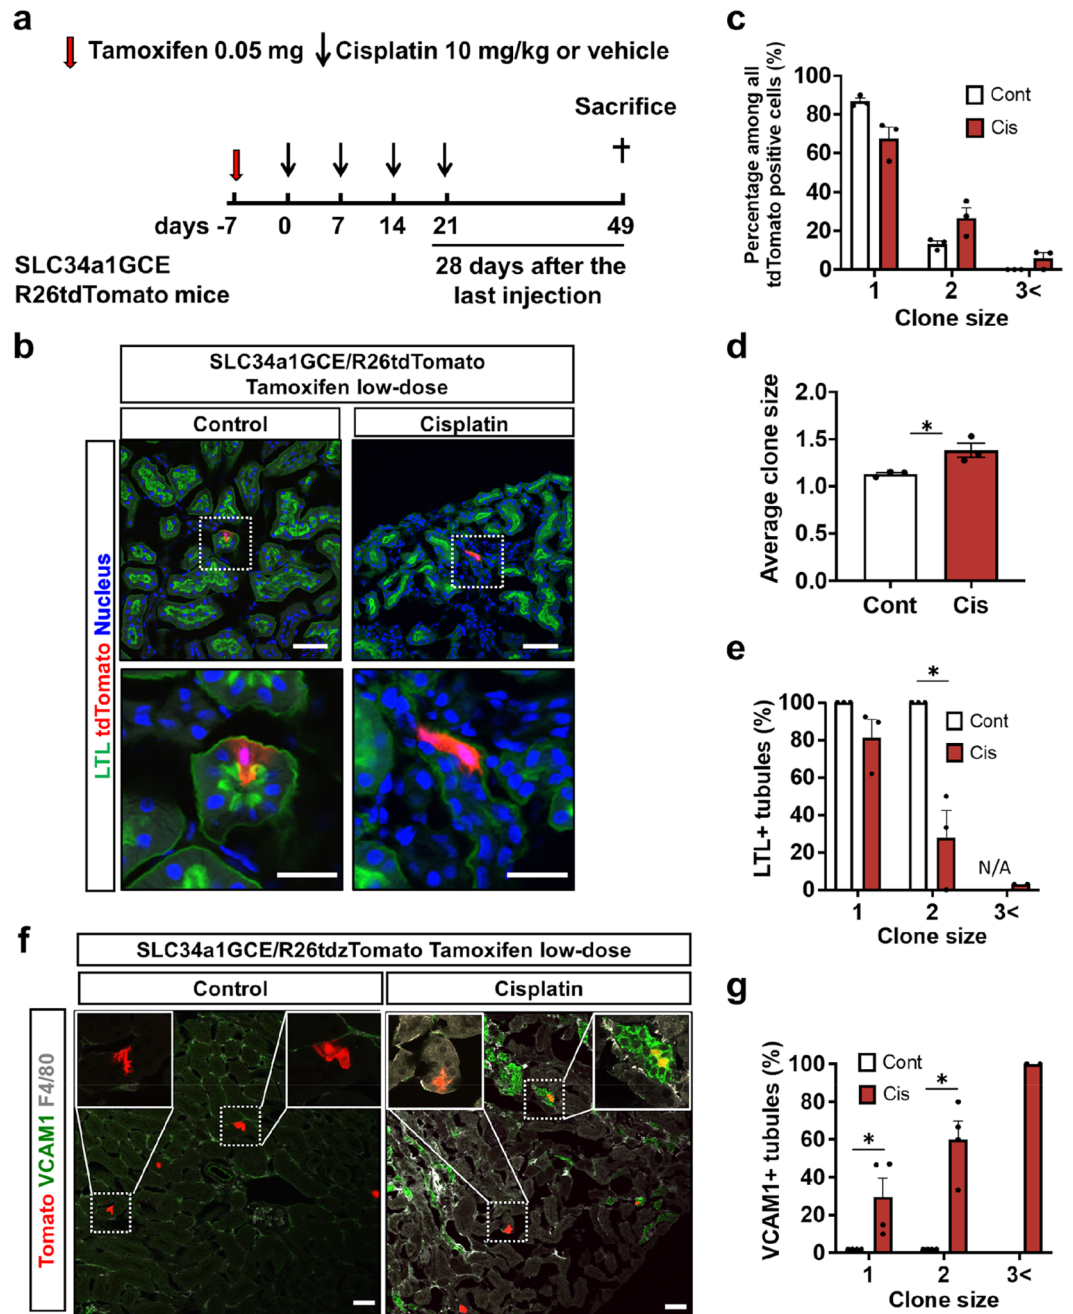 a
Tamoxifen 0.05 mg Cisplatin 10 mg/kg or vehicle
Sacrifice
days -7 0 7 14 21 49
SLC34a1GCE
R26tdTomato mice
28 days after the
last injection
b
SLC34a1GCE/R26tdTomato
Tamoxifen low-dose
Control
Cisplatin
LTL tdTomato Nucleus
c
Percentage among all
tdTomato positive cells (%)
100
80
60
40
20
0
Cont
Cis
1 2 3<
Clone size
d
Average clone size
2.0
1.5
1.0
0.5
0.0
*
Cont Cis
e
LTL+ tubules (%)
100
80
60
40
20
0
*
Cont
Cis
N/A
1 2 3<
Clone size
f
SLC34a1GCE/R26tdzTomato Tamoxifen low-dose
Control
Cisplatin
Tomato VCAM1 F4/80
g
VCAM1+ tubules (%)
100
80
60
40
20
0
Cont
Cis
*
*
1 2 3<
Clone size